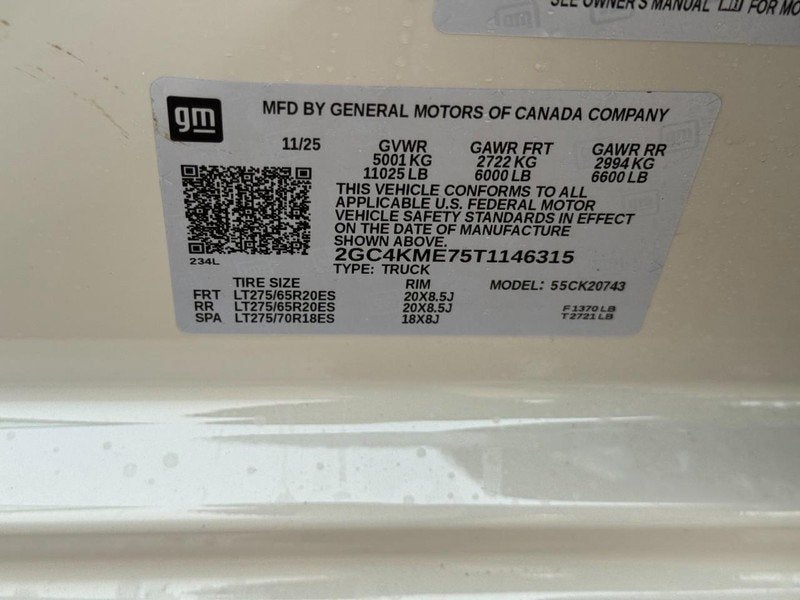 SEE OWNER'S MANUAL FOR MO
gm
MFD BY GENERAL MOTORS OF CANADA COMPANY
11/25 GVWR GAWR FRT GAWR RR
5001 KG 2722 KG 2994 KG
11025 LB 6000 LB 6600 LB
THIS VEHICLE CONFORMS TO ALL
APPLICABLE U.S. FEDERAL MOTOR
VEHICLE SAFETY STANDARDS IN EFFECT
ON THE DATE OF MANUFACTURE
SHOWN ABOVE.
234L
2GC4KME75T1146315
TYPE: TRUCK
TIRE SIZE RIM MODEL: 55CK20743
FRT LT275/65R20ES 20X8.5J
RR LT275/65R20ES 20X8.5J F1370 LB
SPA LT275/70R18ES 18X8J T2721 LB